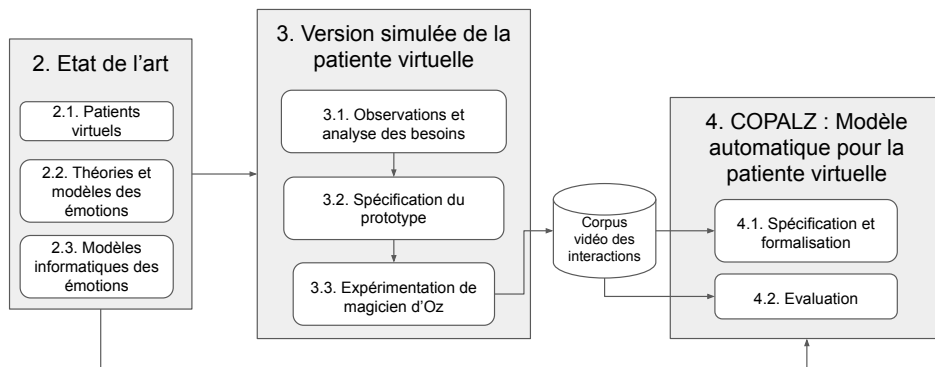 2. Etat de l’art
2.1. Patients
virtuels
2.2. Théories et
modèles des
émotions
2.3. Modèles
informatiques des
émotions
3. Version simulée de la
patiente virtuelle
3.1. Observations et
analyse des besoins
3.2. Spécification du
prototype
3.3. Expérimentation de
magicien d’Oz
Corpus
vidéo des
interactions
4. COPALZ : Modèle
automatique pour la
patiente virtuelle
4.1. Spécification et
formalisation
4.2. Evaluation